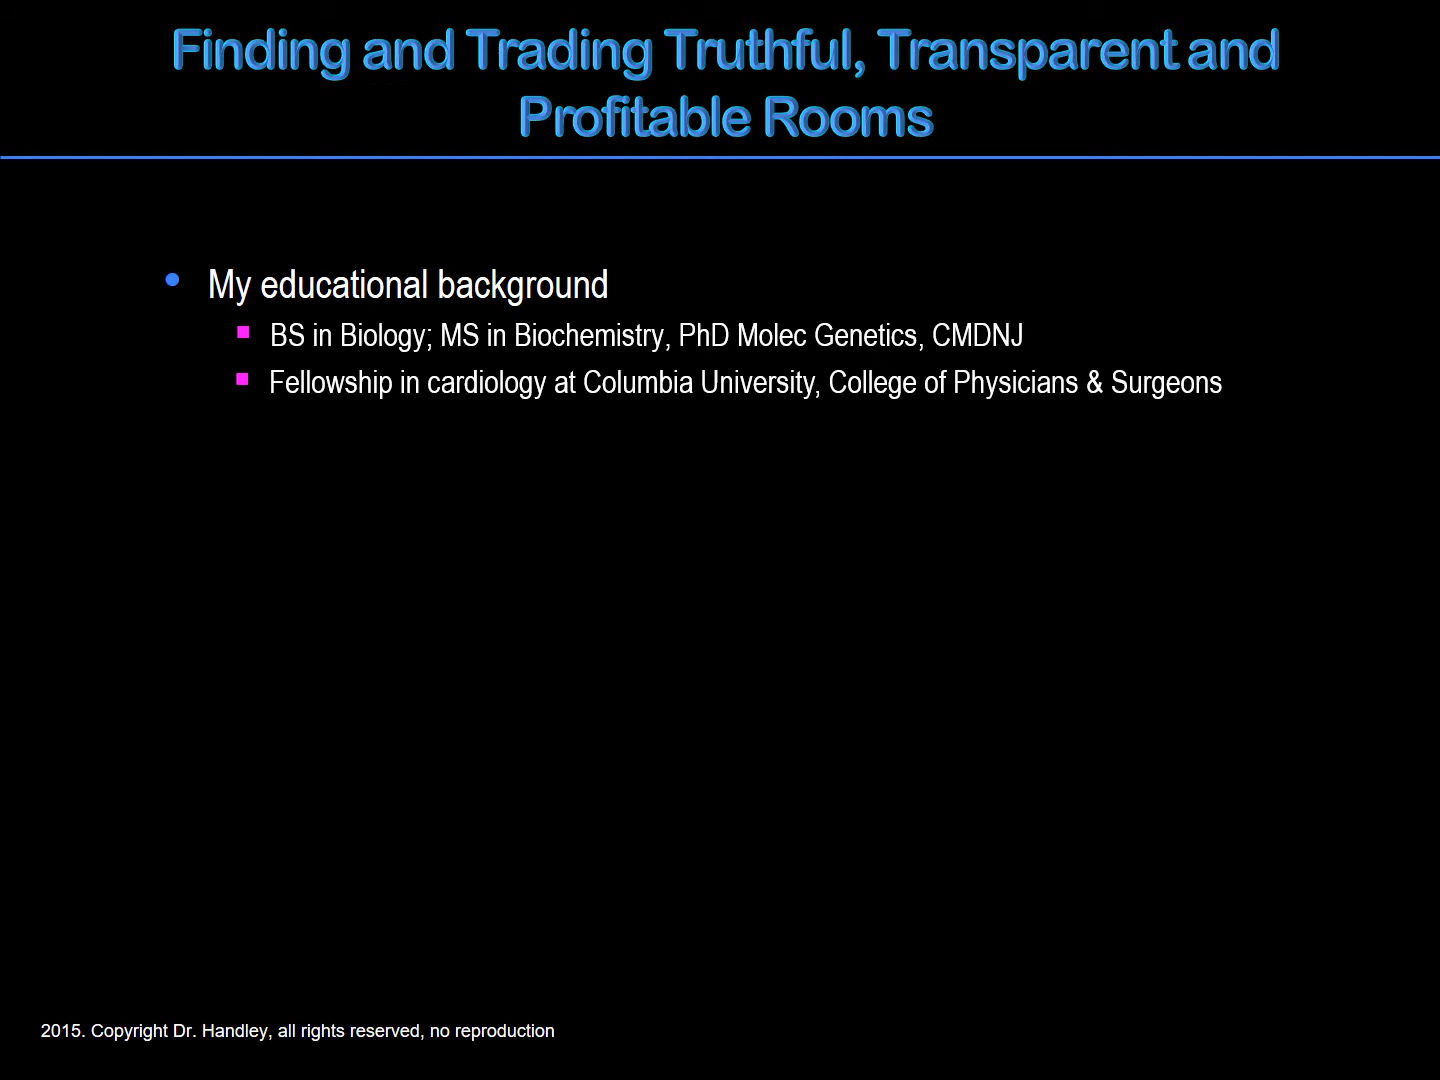 Finding and Trading Truthful, Transparent and
Profitable Rooms
My educational background
BS in Biology; MS in Biochemistry, PhD Molec Genetics, CMDNJ
Fellowship in cardiology at Columbia University, College of Physicians & Surgeons
2015. Copyright Dr. Handley, all rights reserved, no reproduction